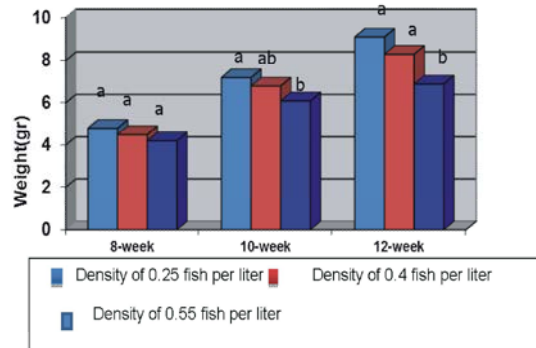 10
8
6
4
2
0
Weight(gr)
a a a
a ab b
a a b
8-week 10-week 12-week
Density of 0.25 fish per liter Density of 0.4 fish per liter
Density of 0.55 fish per liter